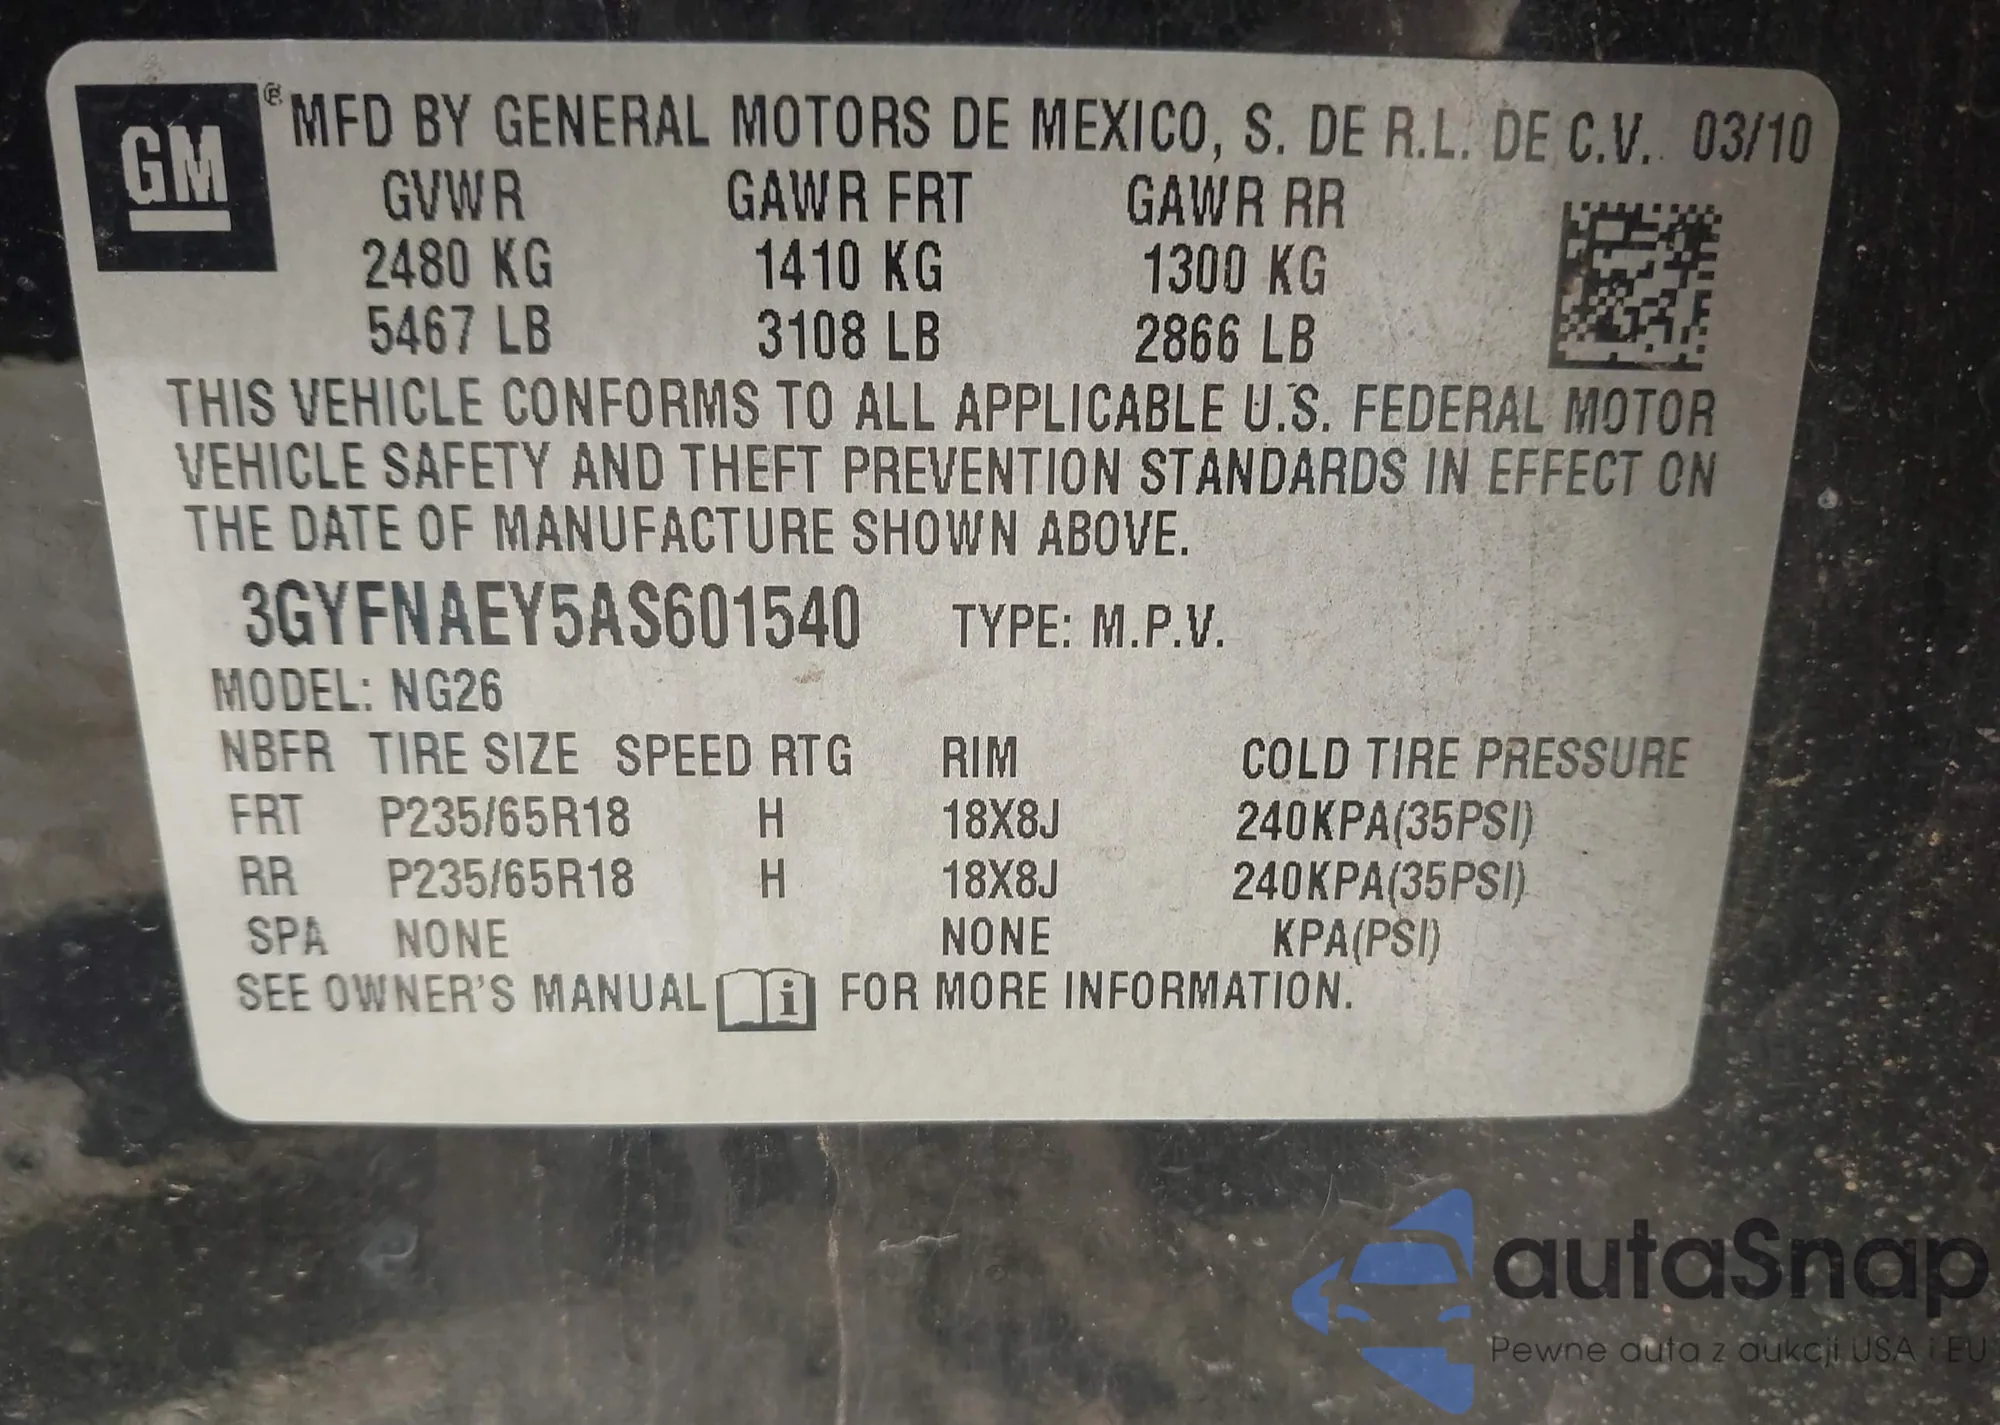 GM® MFD BY GENERAL MOTORS DE MEXICO, S. DE R.L. DE C.V. 03/10
GVWR GAWR FRT GAWR RR
2480 KG 1410 KG 1300 KG
5467 LB 3108 LB 2866 LB
THIS VEHICLE CONFORMS TO ALL APPLICABLE U.S. FEDERAL MOTOR
VEHICLE SAFETY AND THEFT PREVENTION STANDARDS IN EFFECT ON
THE DATE OF MANUFACTURE SHOWN ABOVE.
3GYFNAEY5AS601540 TYPE: M.P.V.
MODEL: NG26
NBFR TIRE SIZE SPEED RTG RIM COLD TIRE PRESSURE
FRT P235/65R18 H 18X8J 240KPA(35PSI)
RR P235/65R18 H 18X8J 240KPA(35PSI)
SPA NONE NONE KPA(PSI)
SEE OWNER'S MANUAL i FOR MORE INFORMATION.
autaSnap
Pewne auta z aukcji USA i EU